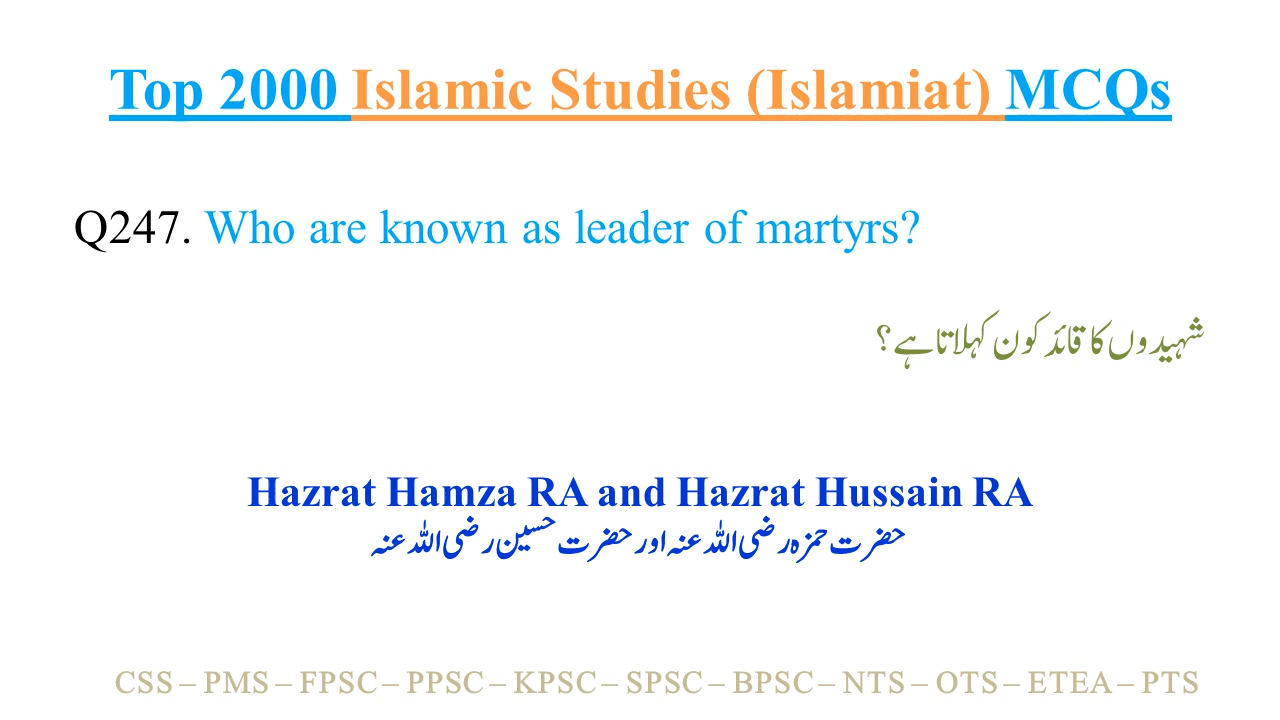 Top 2000 Islamic Studies (Islamiat) MCQs
Q247. Who are known as leader of martyrs?
شہیدوں کا قائد کون کہلاتا ہے؟
Hazrat Hamza RA and Hazrat Hussain RA
حضرت حمزہ رضی اللہ عنہ اور حضرت حسین رضی اللہ عنہ
CSS – PMS – FPSC – PPSC – KPSC – SPSC – BPSC – NTS – OTS – ETEA – PTS